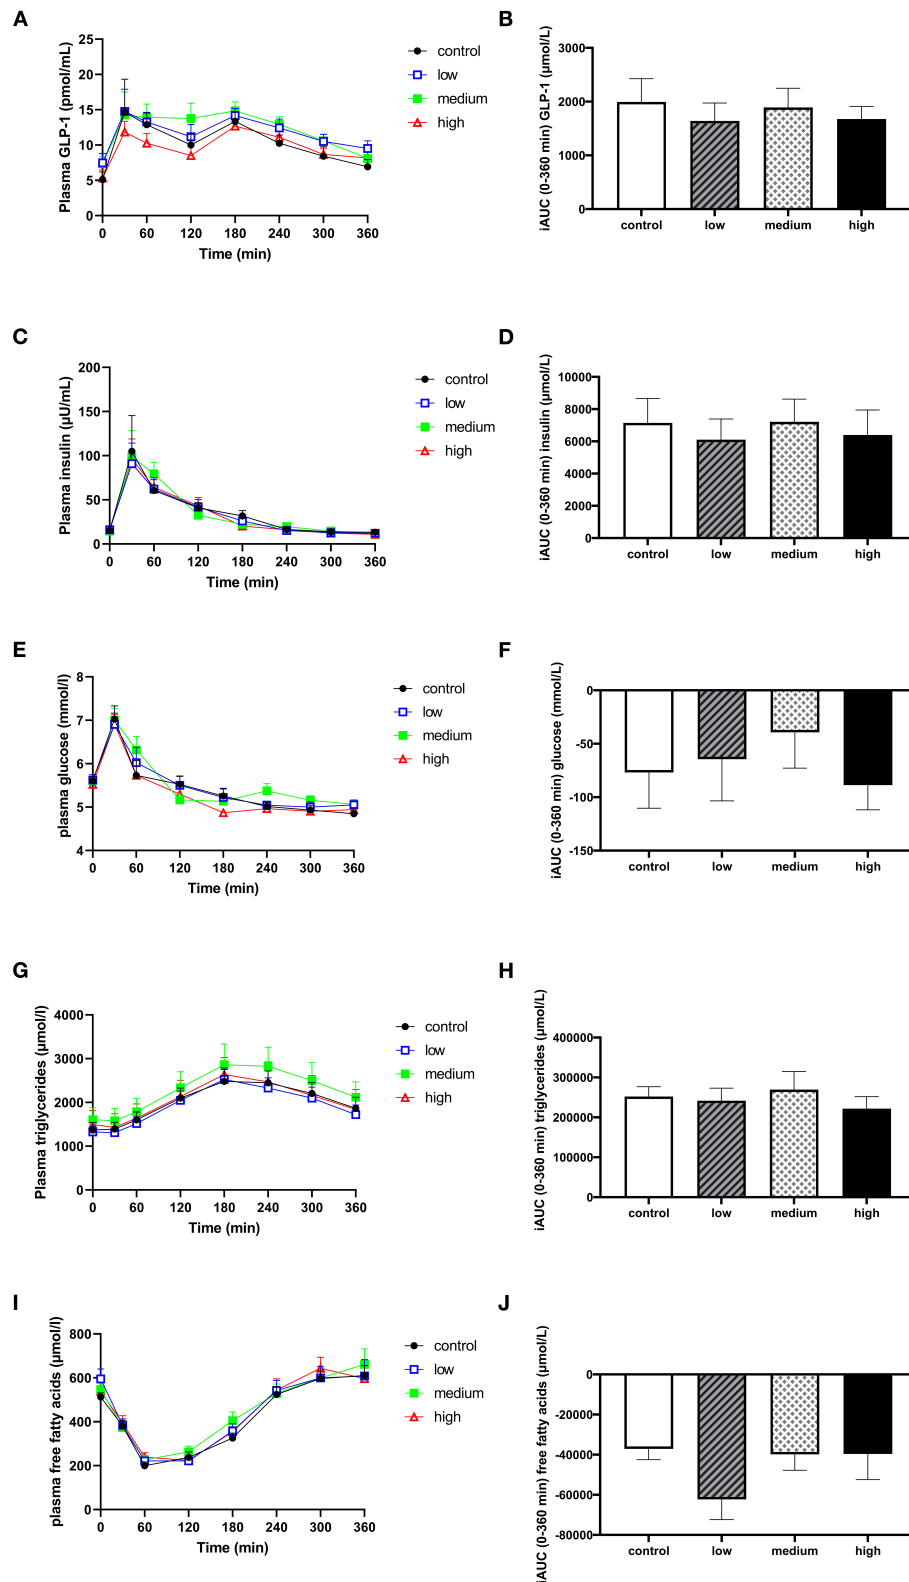 A
Plasma GLP-1 (pmol/mL)
25
20
15
10
5
0
0 60 120 180 240 300 360
Time (min)
control
low
medium
high
B
iAUC (0-360 min) GLP-1 (µmol/L)
3000
2000
1000
0
control low medium high
C
Plasma insulin (µU/mL)
200
150
100
50
0
0 60 120 180 240 300 360
Time (min)
control
low
medium
high
D
iAUC (0-360 min) insulin (µmol/L)
10000
8000
6000
4000
2000
0
control low medium high
E
plasma glucose (mmol/l)
8
7
6
5
4
0 60 120 180 240 300 360
Time (min)
control
low
medium
high
F
iAUC (0-360 min) glucose (mmol/L)
0
-50
-100
-150
control low medium high
G
Plasma triglycerides (µmol/l)
4000
3000
2000
1000
0
0 60 120 180 240 300 360
Time (min)
control
low
medium
high
H
iAUC (0-360 min) triglycerides (µmol/L)
400000
300000
200000
100000
0
control low medium high
I
plasma free fatty acids (µmol/l)
800
600
400
200
0
0 60 120 180 240 300 360
Time (min)
control
low
medium
high
J
iAUC (0-360 min) free fatty acids (µmol/L)
0
-20000
-40000
-60000
-80000
control low medium high